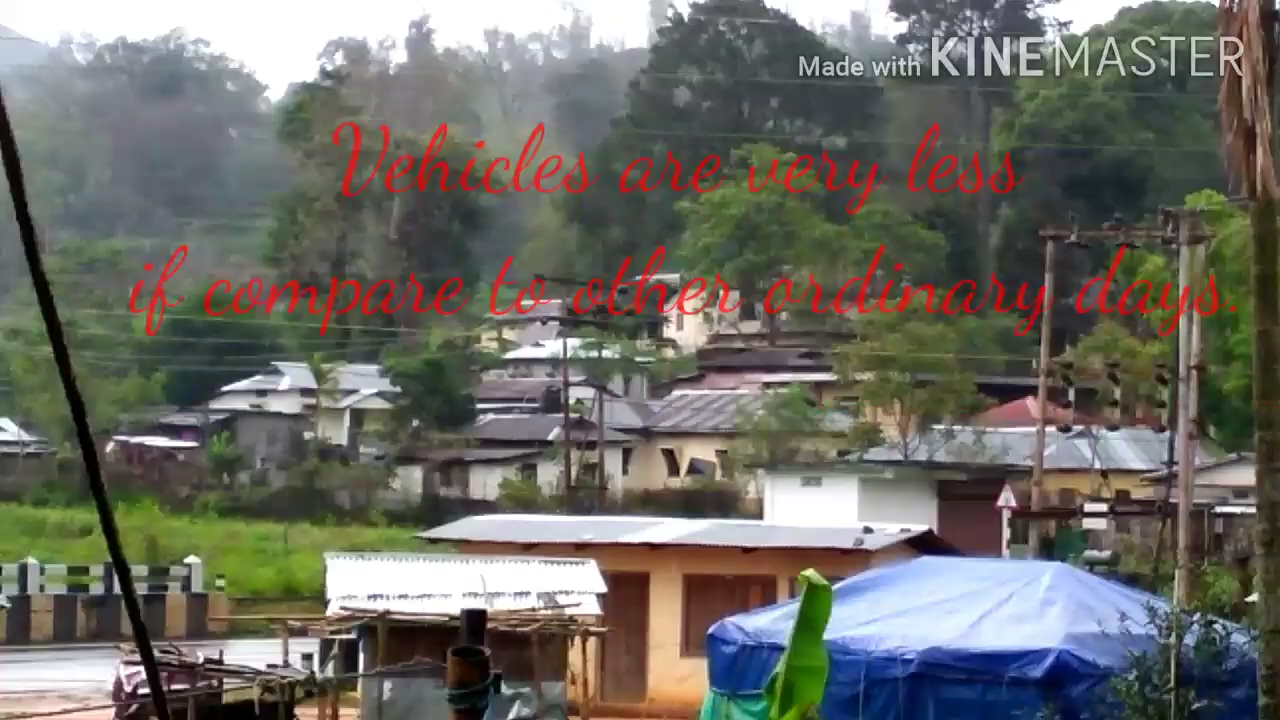 Made with KINEMASTER
Vehicles are very less
if compare to other ordinary days.